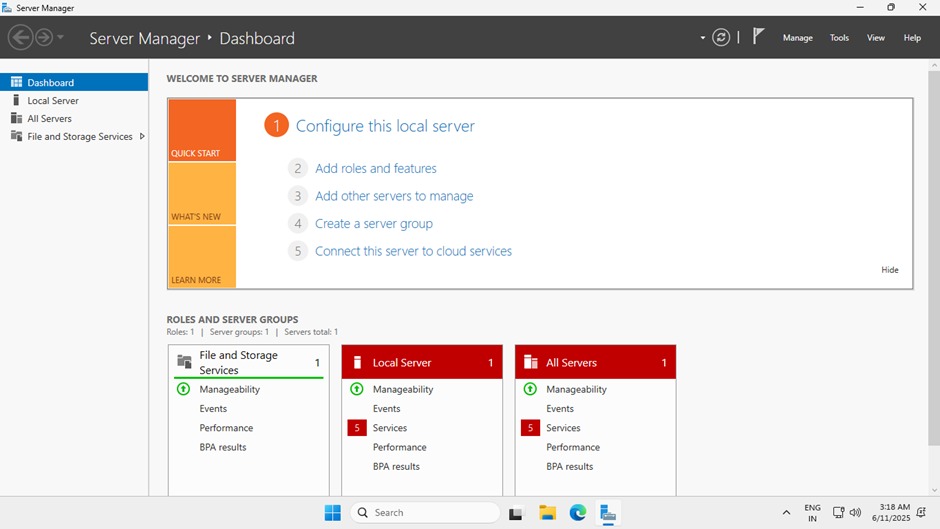 Server Manager
Server Manager ‣ Dashboard
Manage Tools View Help
Dashboard
Local Server
All Servers
File and Storage Services
WELCOME TO SERVER MANAGER
QUICK START
WHAT'S NEW
LEARN MORE
1 Configure this local server
2 Add roles and features
3 Add other servers to manage
4 Create a server group
5 Connect this server to cloud services
Hide
ROLES AND SERVER GROUPS
Roles: 1 | Server groups: 1 | Servers total: 1
File and Storage
Services 1
Manageability
Events
Performance
BPA results
Local Server 1
Manageability
Events
5 Services
Performance
BPA results
All Servers 1
Manageability
Events
5 Services
Performance
BPA results
Search
ENG
IN
3:18 AM
6/11/2025